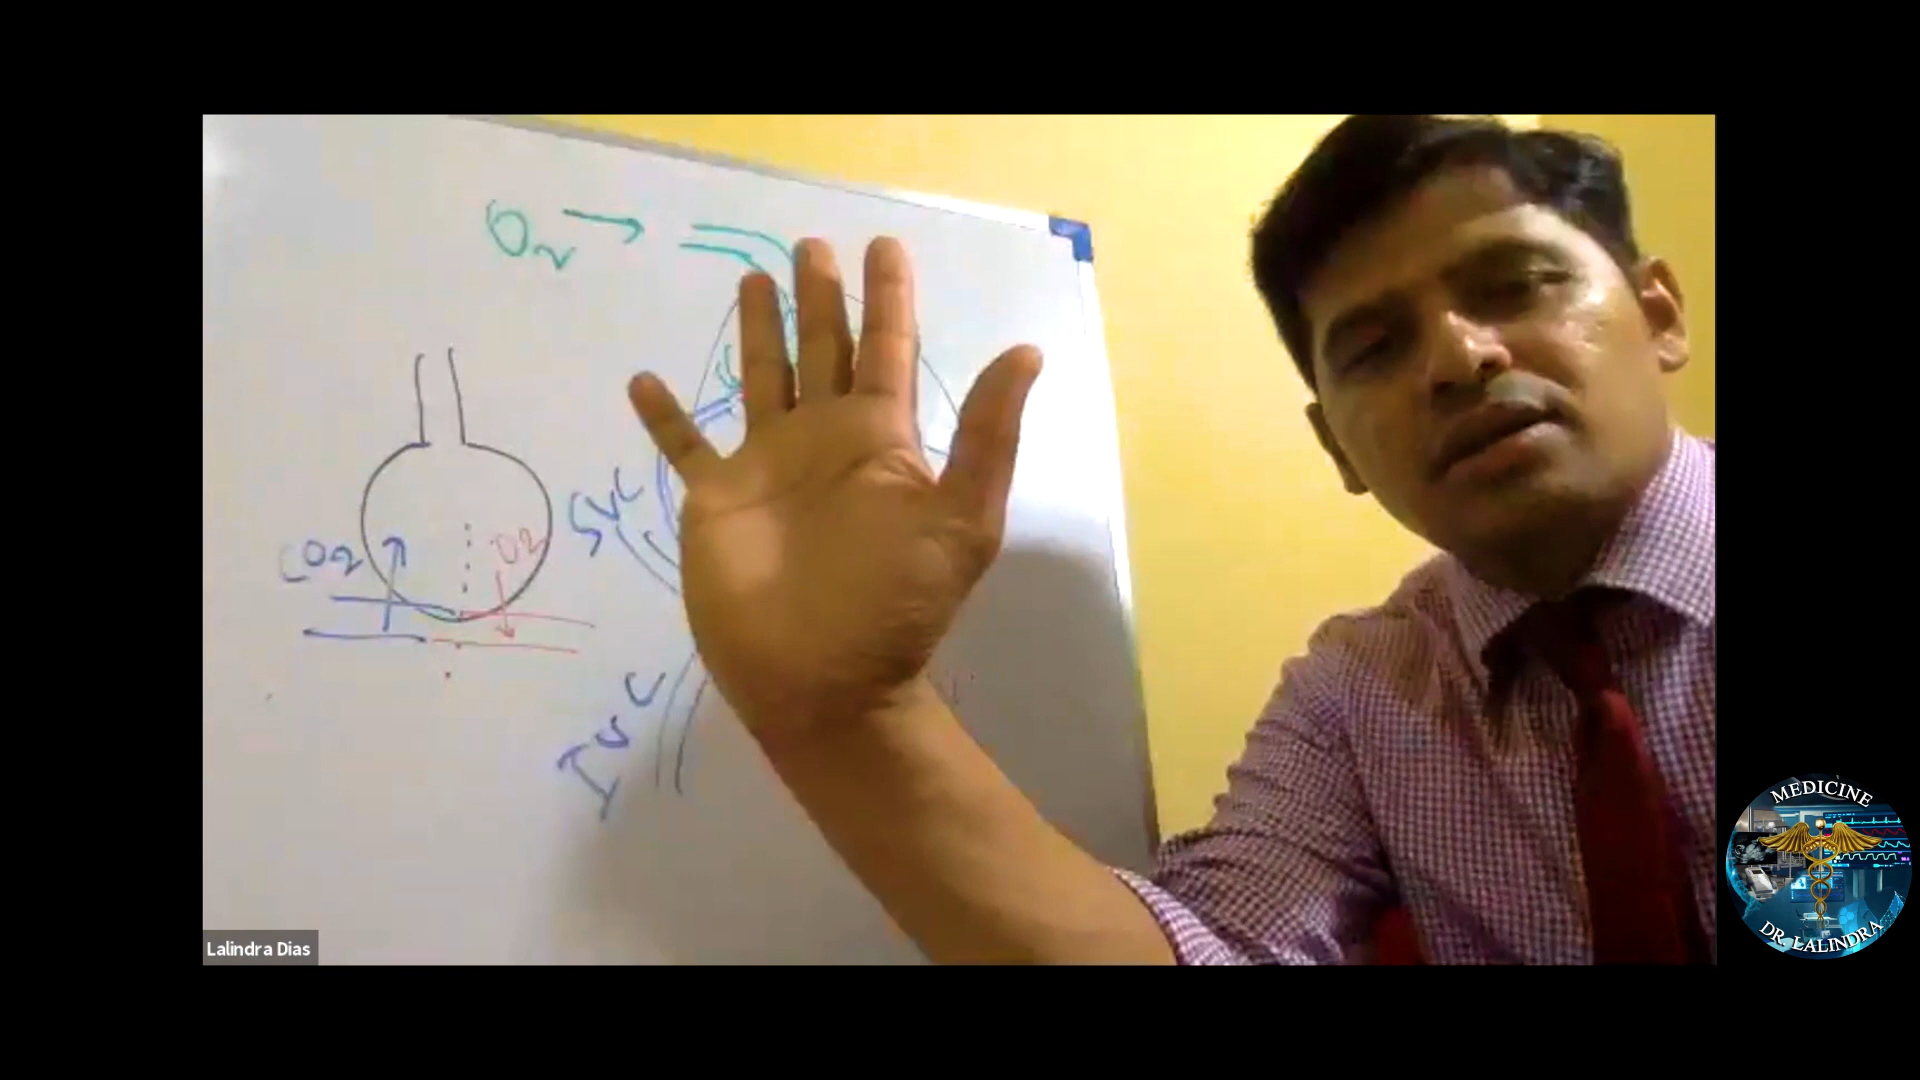 O2
SVC
CO2
O2
IVC
Lalindra Dias
MEDICINE
DR. LALINDRA